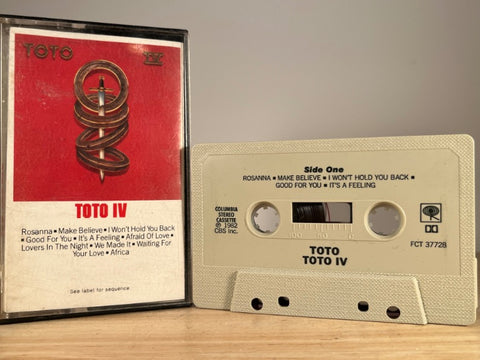 TOTO IV
TOTO IV
Rosanna ▪ Make Believe ▪ I Won't Hold You Back
▪ Good For You ▪ It's A Feeling ▪ Afraid Of Love ▪
Lovers In The Night ▪ We Made It ▪ Waiting For
Your Love ▪ Africa
See label for sequence.
Side One
ROSANNA ▪ MAKE BELIEVE ▪ I WON'T HOLD YOU BACK ▪
GOOD FOR YOU ▪ IT'S A FEELING
COLUMBIA
STEREO
CASSETTE
℗ 1982
CBS Inc.
FCT 37728
TOTO
TOTO IV